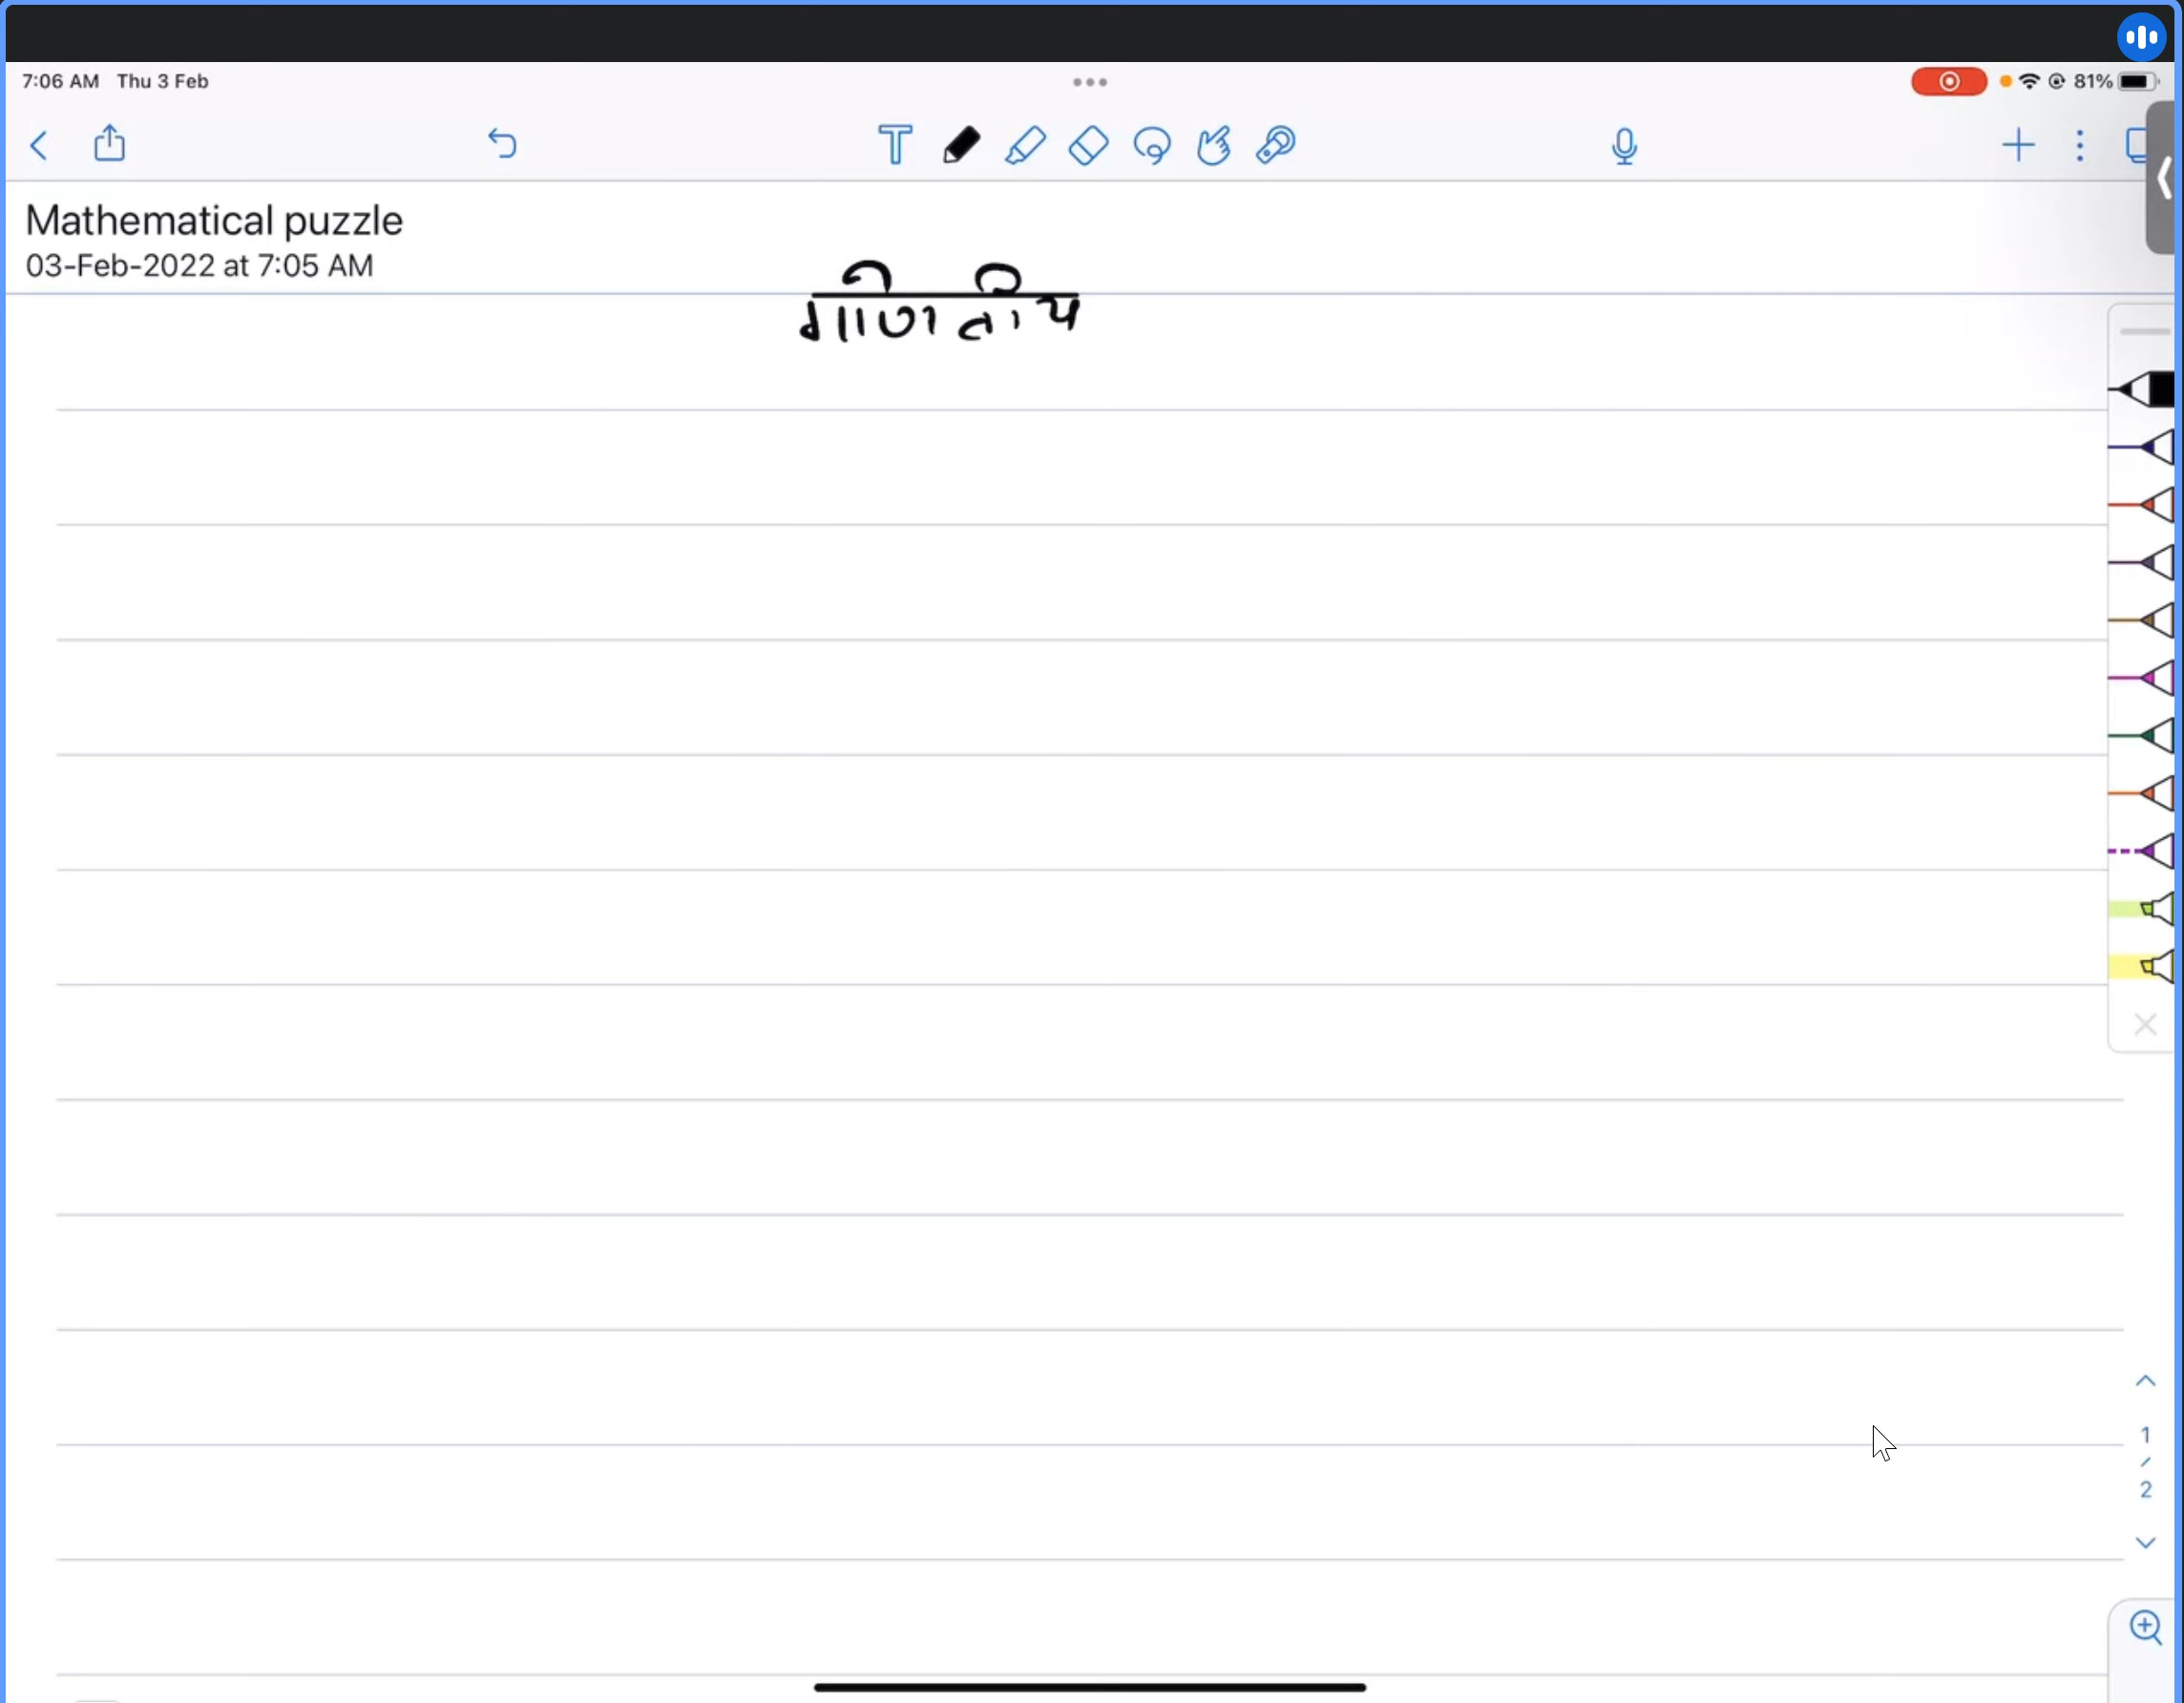 7:06 AM Thu 3 Feb
81%
T
Mathematical puzzle
03-Feb-2022 at 7:05 AM
गाणितीय
1
/
2